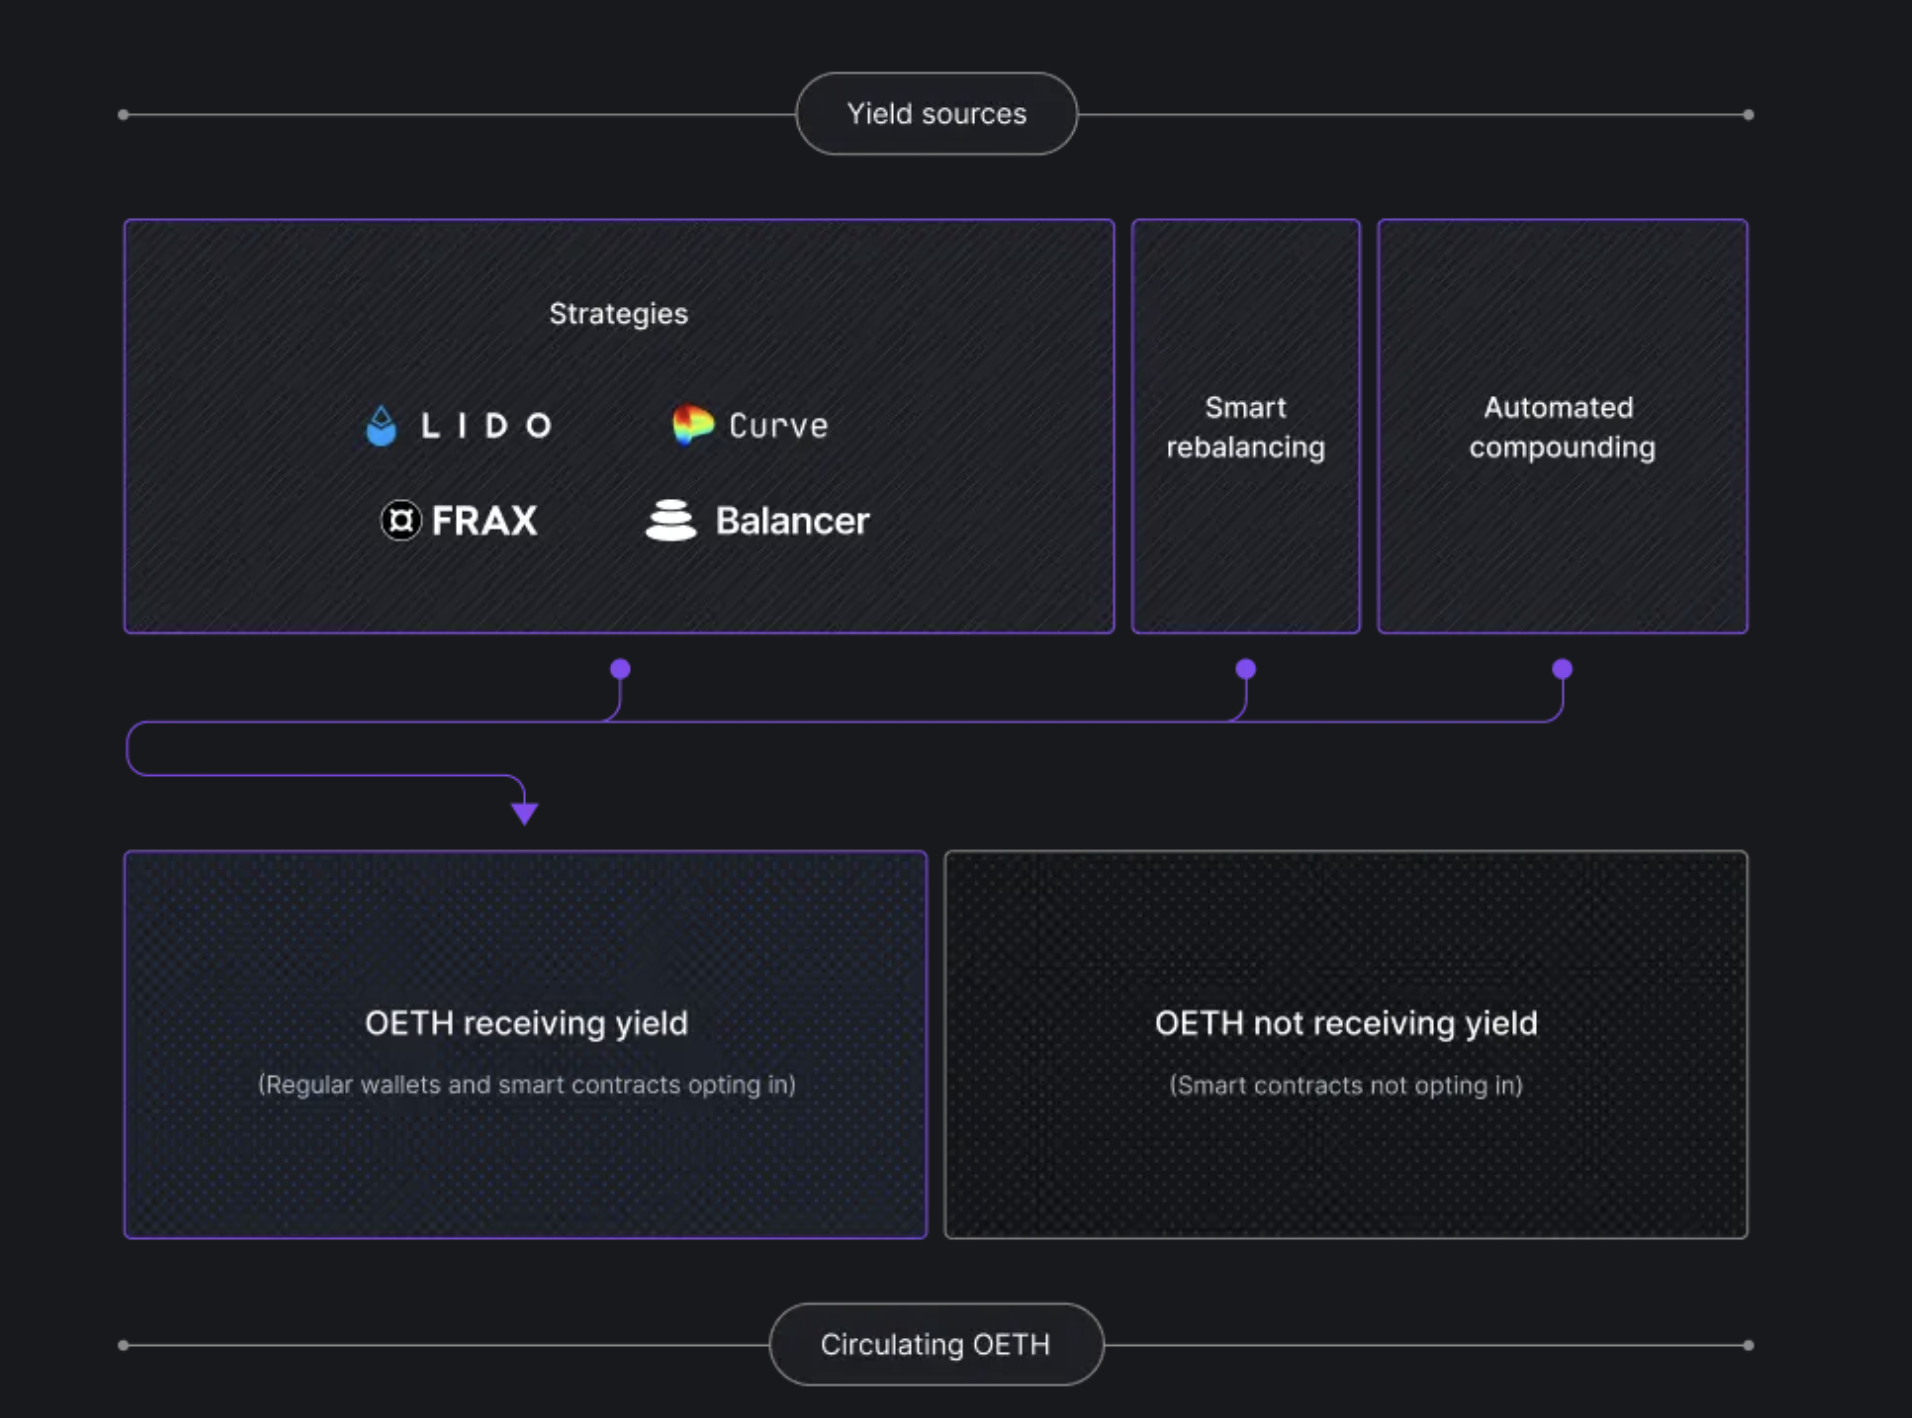 Yield sources
Strategies
LIDO
Curve
FRAX
Balancer
Smart
rebalancing
Automated
compounding
OETH receiving yield
(Regular wallets and smart contracts opting in)
OETH not receiving yield
(Smart contracts not opting in)
Circulating OETH